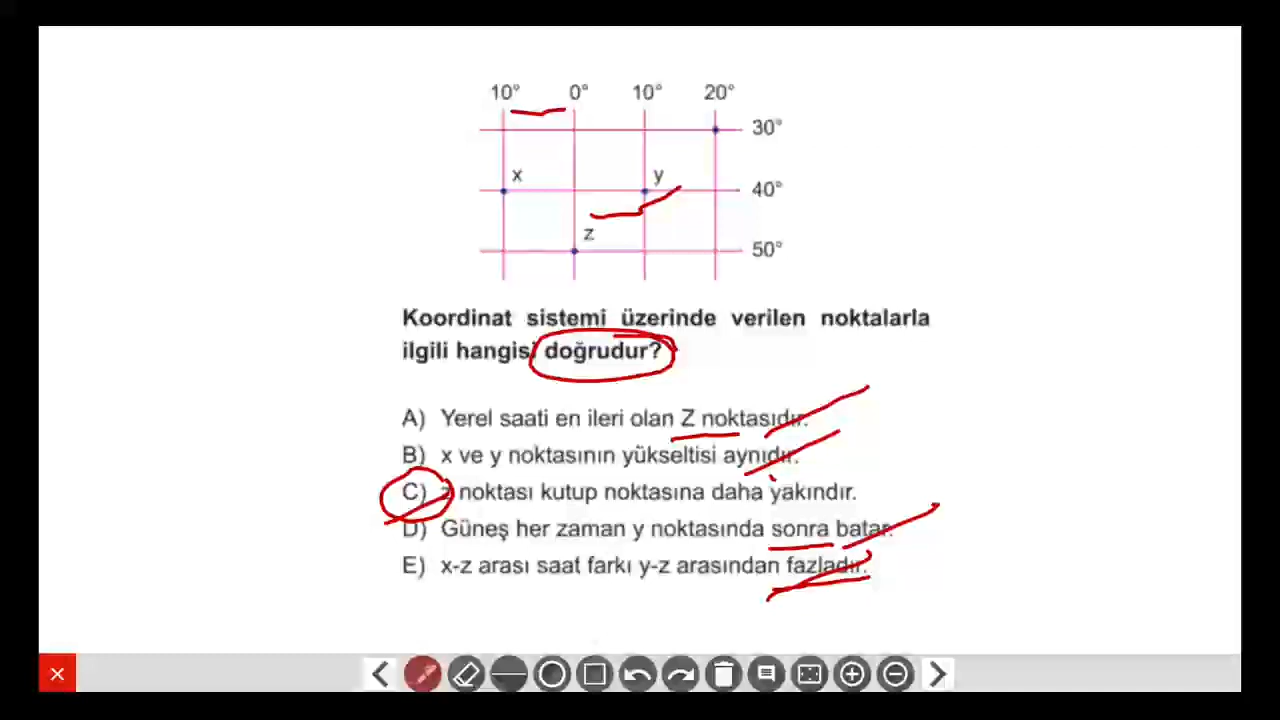 10° 0° 10° 20°
30°
x y
40°
z
50°
Koordinat sistemi üzerinde verilen noktalarla
ilgili hangisi doğrudur?
A) Yerel saati en ileri olan Z noktasıdır.
B) x ve y noktasının yükseltisi aynıdır.
C) z noktası kutup noktasına daha yakındır.
D) Güneş her zaman y noktasında sonra batar.
E) x-z arası saat farkı y-z arasından fazladır.